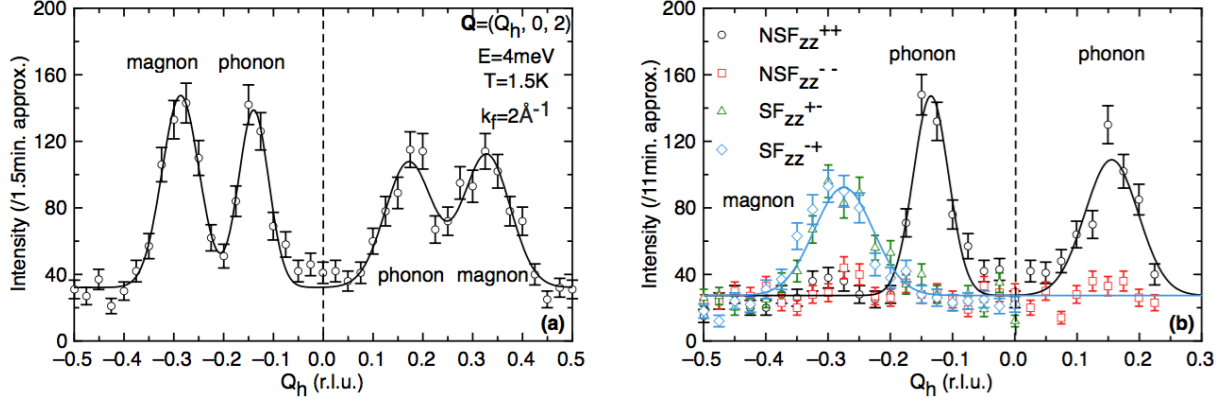 200
160
120
80
40
0
Intensity (/1.5min. approx.)
magnon
phonon
Q=(Qh, 0, 2)
E=4meV
T=1.5K
kf=2Å-1
phonon
magnon
(a)
−0.5 −0.4 −0.3 −0.2 −0.1 0.0 0.1 0.2 0.3 0.4 0.5
Qh (r.l.u.)
200
160
120
80
40
0
Intensity (/11min. approx.)
NSFzz++
NSFzz--
SFzz+-
SFzz-+
magnon
phonon
phonon
(b)
−0.5 −0.4 −0.3 −0.2 −0.1 0.0 0.1 0.2 0.3
Qh (r.l.u.)